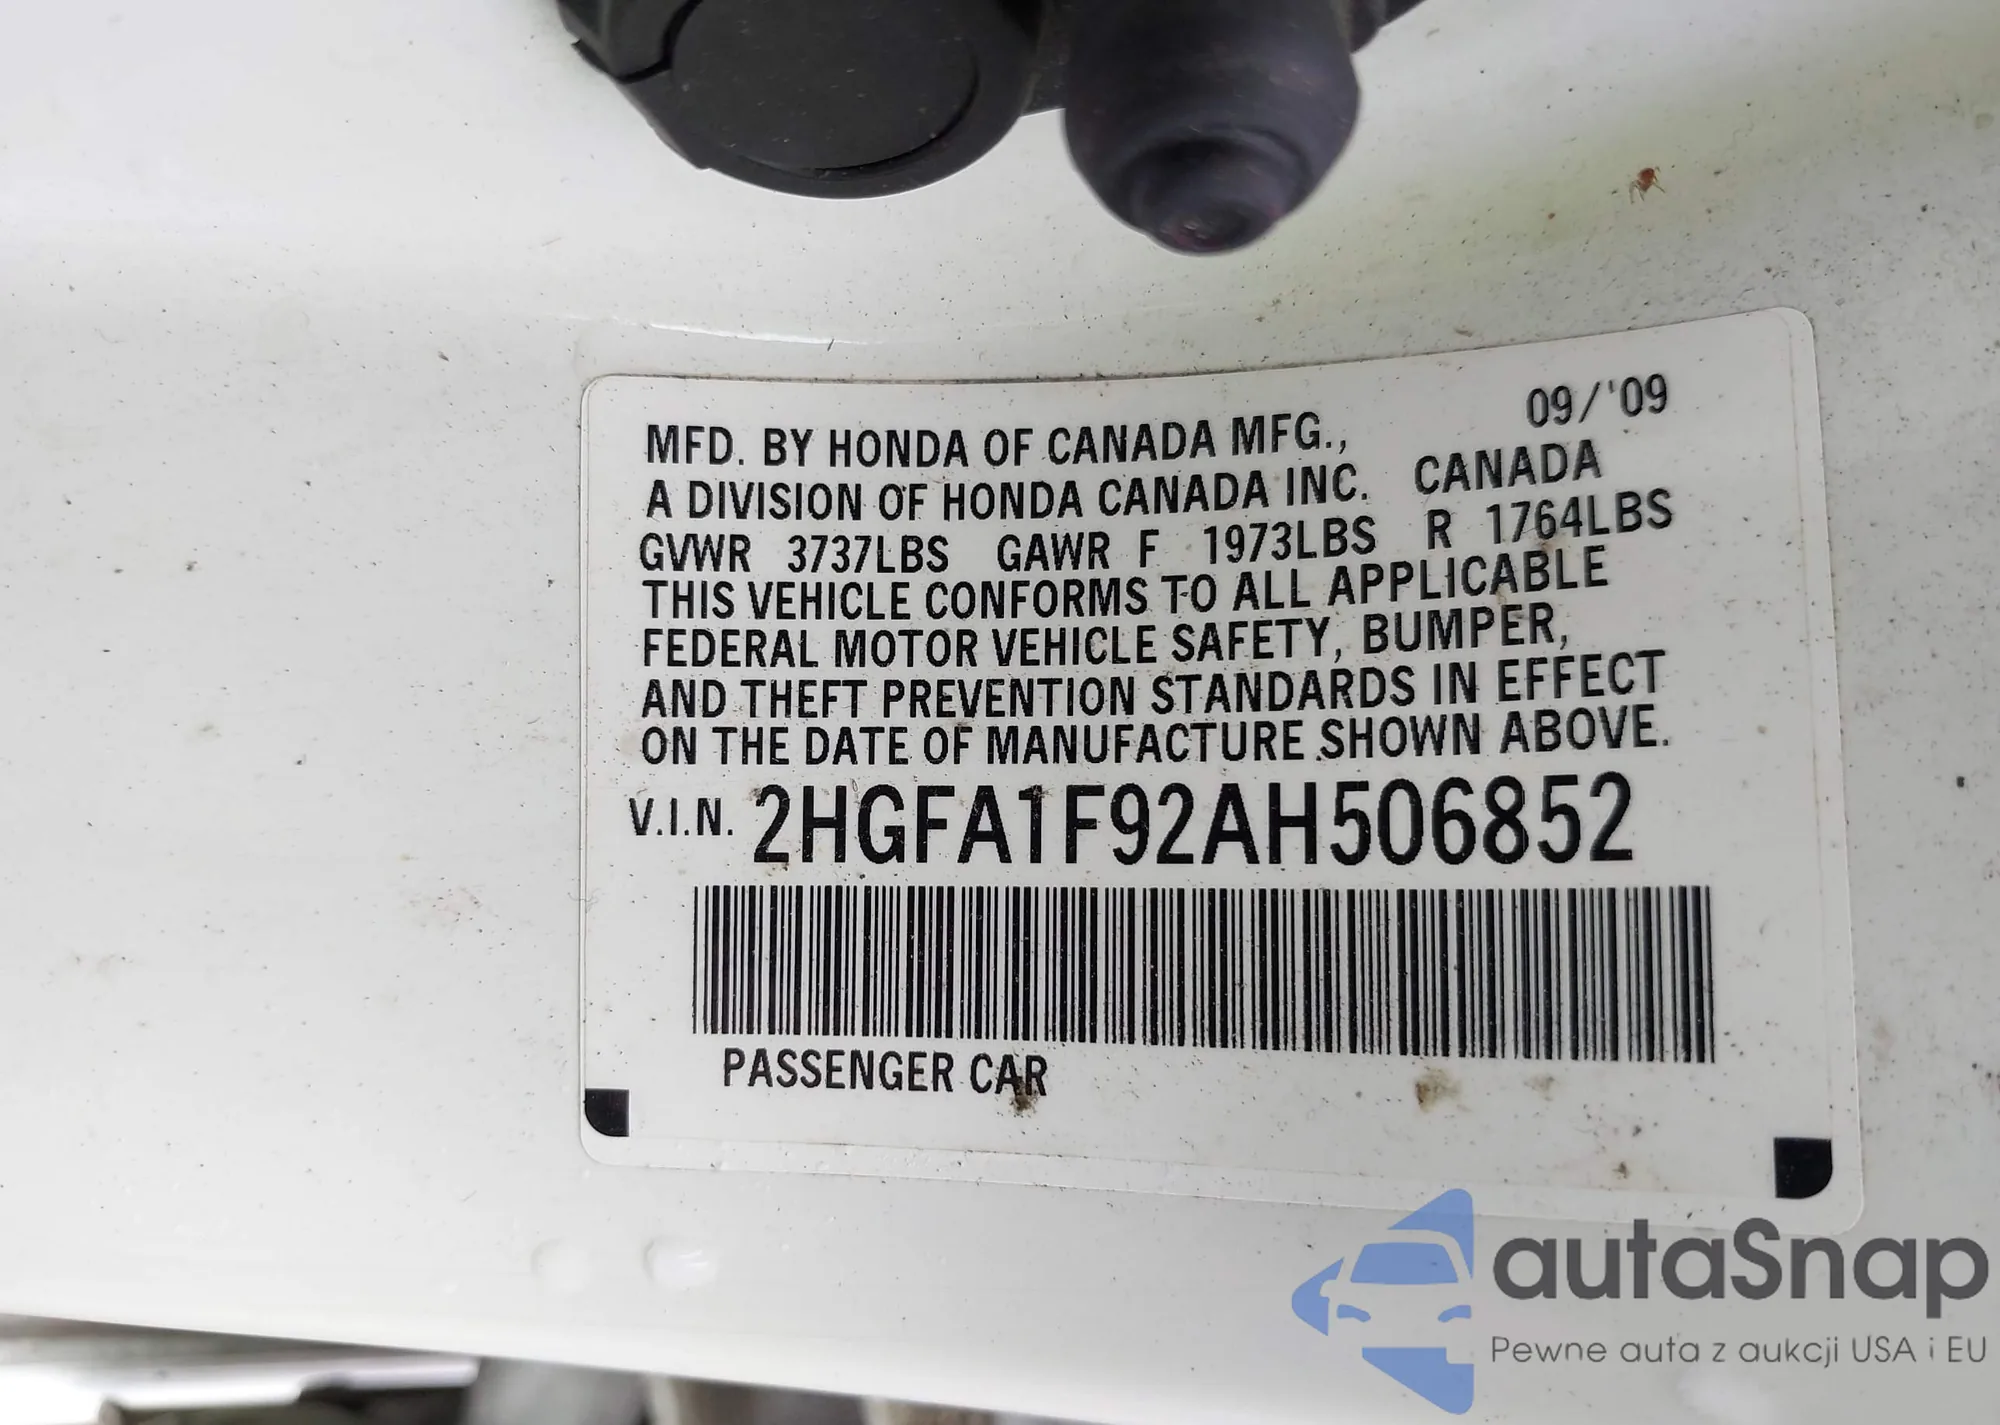 09/'09
MFD. BY HONDA OF CANADA MFG.,
A DIVISION OF HONDA CANADA INC. CANADA
GVWR 3737LBS GAWR F 1973LBS R 1764LBS
THIS VEHICLE CONFORMS TO ALL APPLICABLE
FEDERAL MOTOR VEHICLE SAFETY, BUMPER,
AND THEFT PREVENTION STANDARDS IN EFFECT
ON THE DATE OF MANUFACTURE SHOWN ABOVE.
V.I.N. 2HGFA1F92AH506852
PASSENGER CAR
autaSnap
Pewne auta z aukcji USA i EU